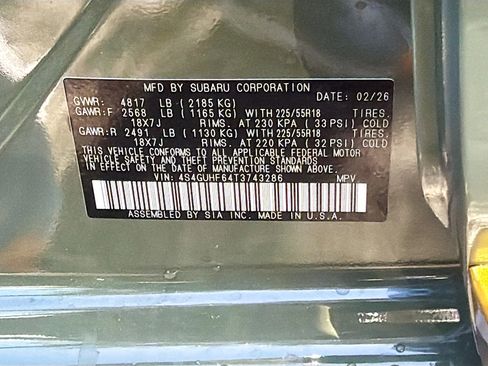 MFD BY SUBARU CORPORATION
GVWR: 4817 LB (2185 KG) DATE: 02/26
GAWR:F 2568 LB (1165 KG) WITH 225/55R18 TIRES.
18X7J RIMS. AT 230 KPA (33 PSI) COLD
GAWR:R 2491 LB (1130 KG) WITH 225/55R18 TIRES.
18X7J RIMS. AT 220 KPA (32 PSI) COLD
THIS VEHICLE CONFORMS TO ALL APPLICABLE FEDERAL MOTOR
VEHICLE SAFETY AND THEFT PREVENTION STANDARDS
IN EFFECT ON THE DATE OF MANUFACTURE SHOWN ABOVE.
VIN: 4S4GUHF64T3743286 MPV
ASSEMBLED BY SIA INC. MADE IN U.S.A.